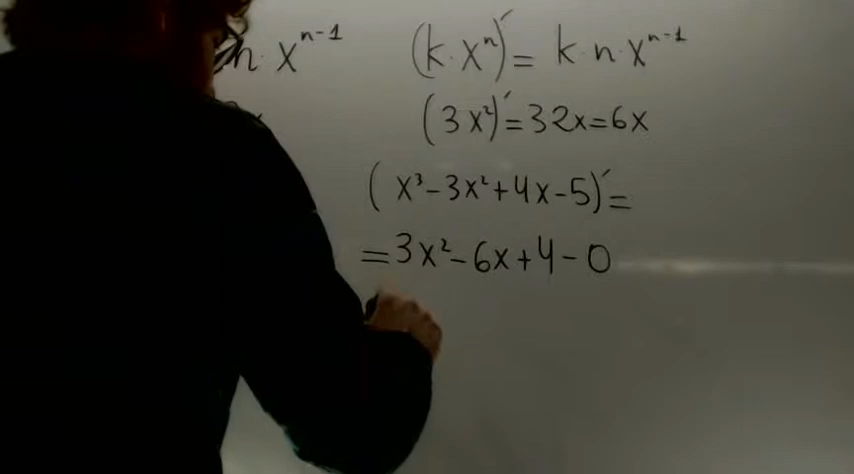 n · x^(n-1) (k·x^n)' = k·n·x^(n-1)
(3x²)' = 3 2x = 6x
(x³ - 3x² + 4x - 5)' =
= 3x² - 6x + 4 - 0